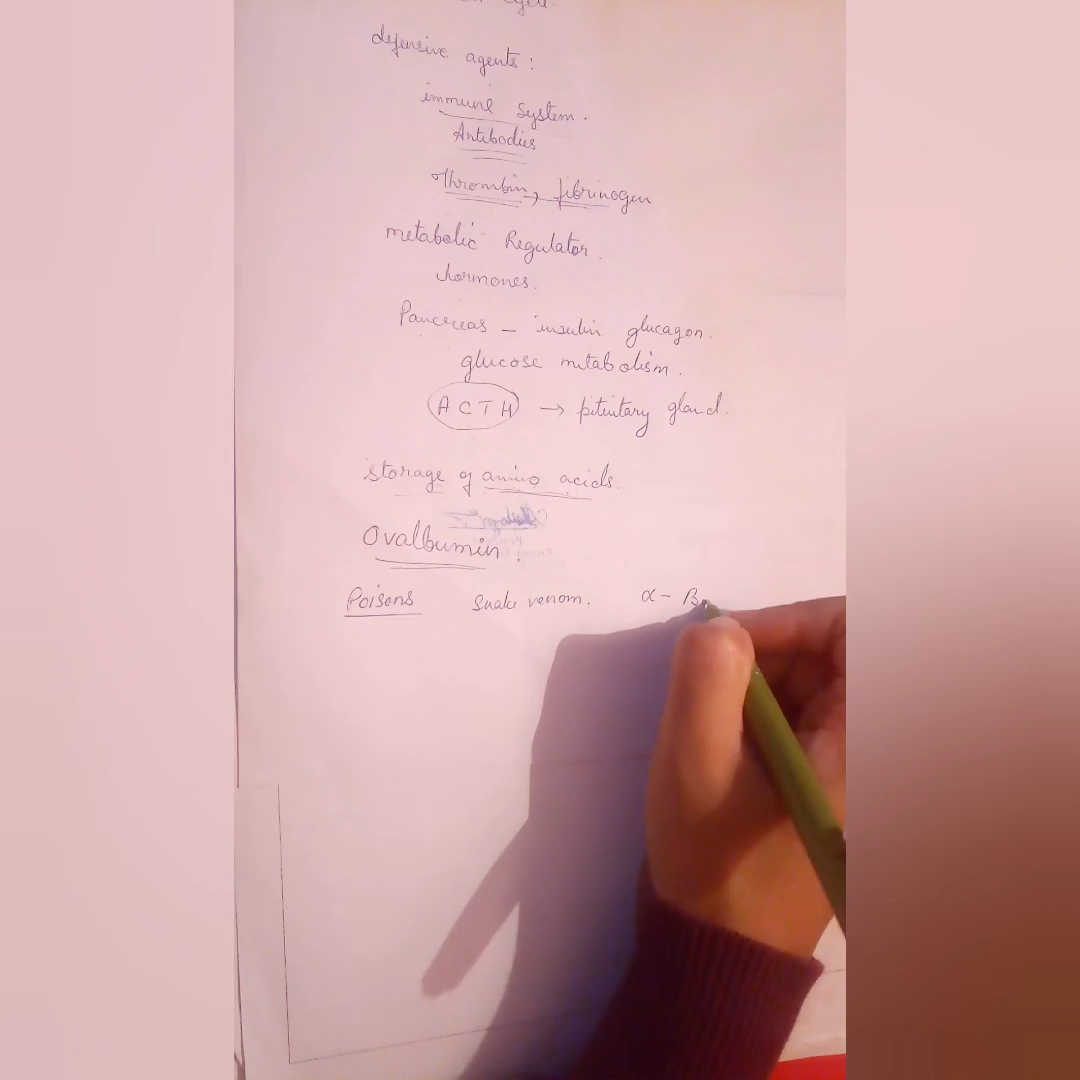 defensive agents :
immune system.
Antibodies
Thrombin, fibrinogen
metabolic Regulator.
hormones.
Pancreas - insulin glucagon.
glucose metabolism.
ACTH → pituitary gland.
storage of amino acids.
Ovalbumin.
Poisons snake venom. α- B